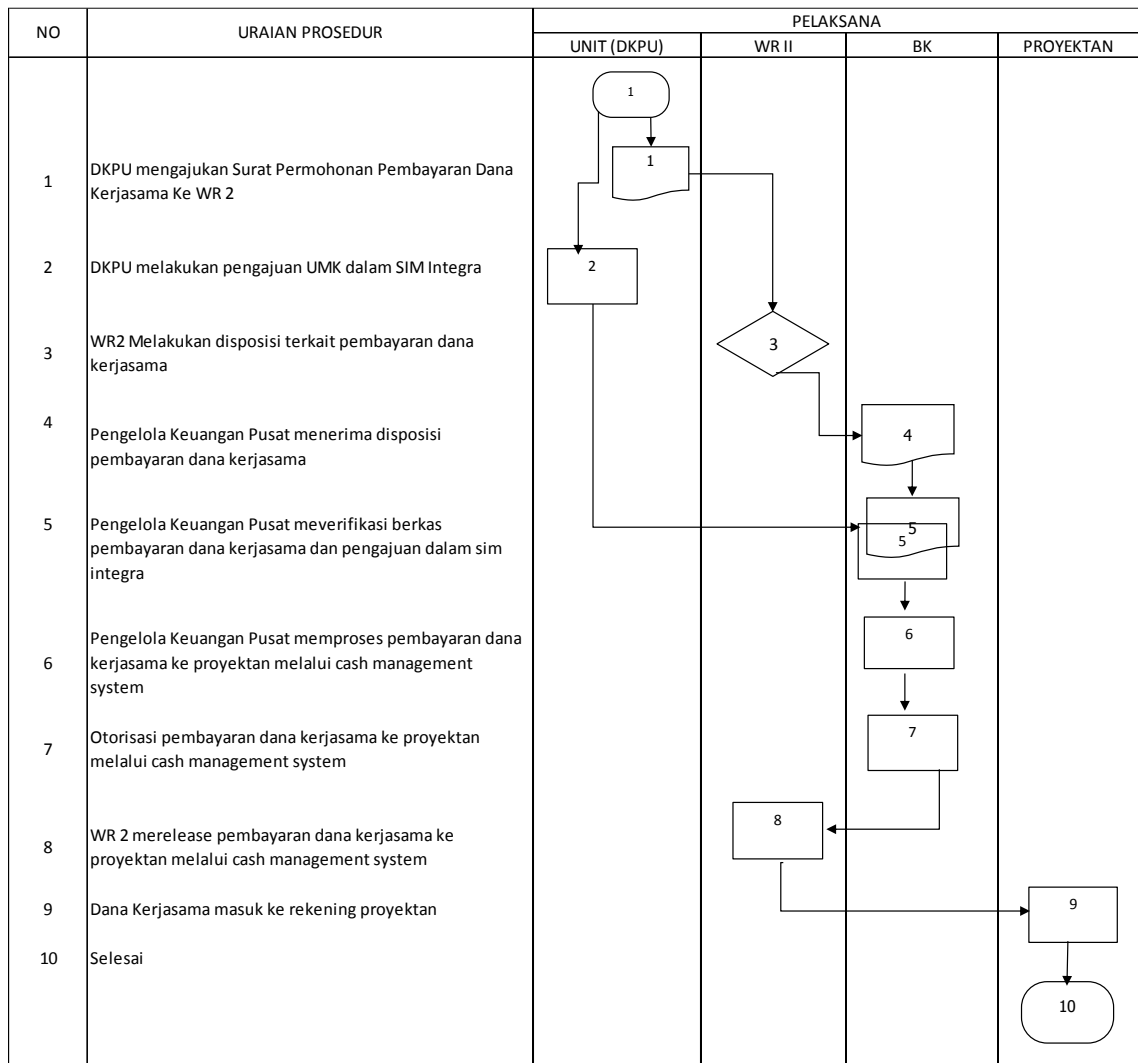 NO
URAIAN PROSEDUR
PELAKSANA
UNIT (DKPU)
WR II
BK
PROYEKTAN
1
1
1
DKPU mengajukan Surat Permohonan Pembayaran Dana
Kerjasama Ke WR 2
2
DKPU melakukan pengajuan UMK dalam SIM Integra
2
3
WR2 Melakukan disposisi terkait pembayaran dana
kerjasama
3
4
Pengelola Keuangan Pusat menerima disposisi
pembayaran dana kerjasama
4
5
Pengelola Keuangan Pusat meverifikasi berkas
pembayaran dana kerjasama dan pengajuan dalam sim
integra
5
5
6
Pengelola Keuangan Pusat memproses pembayaran dana
kerjasama ke proyektan melalui cash management
system
6
7
Otorisasi pembayaran dana kerjasama ke proyektan
melalui cash management system
7
8
WR 2 merelease pembayaran dana kerjasama ke
proyektan melalui cash management system
8
9
Dana Kerjasama masuk ke rekening proyektan
9
10
Selesai
10